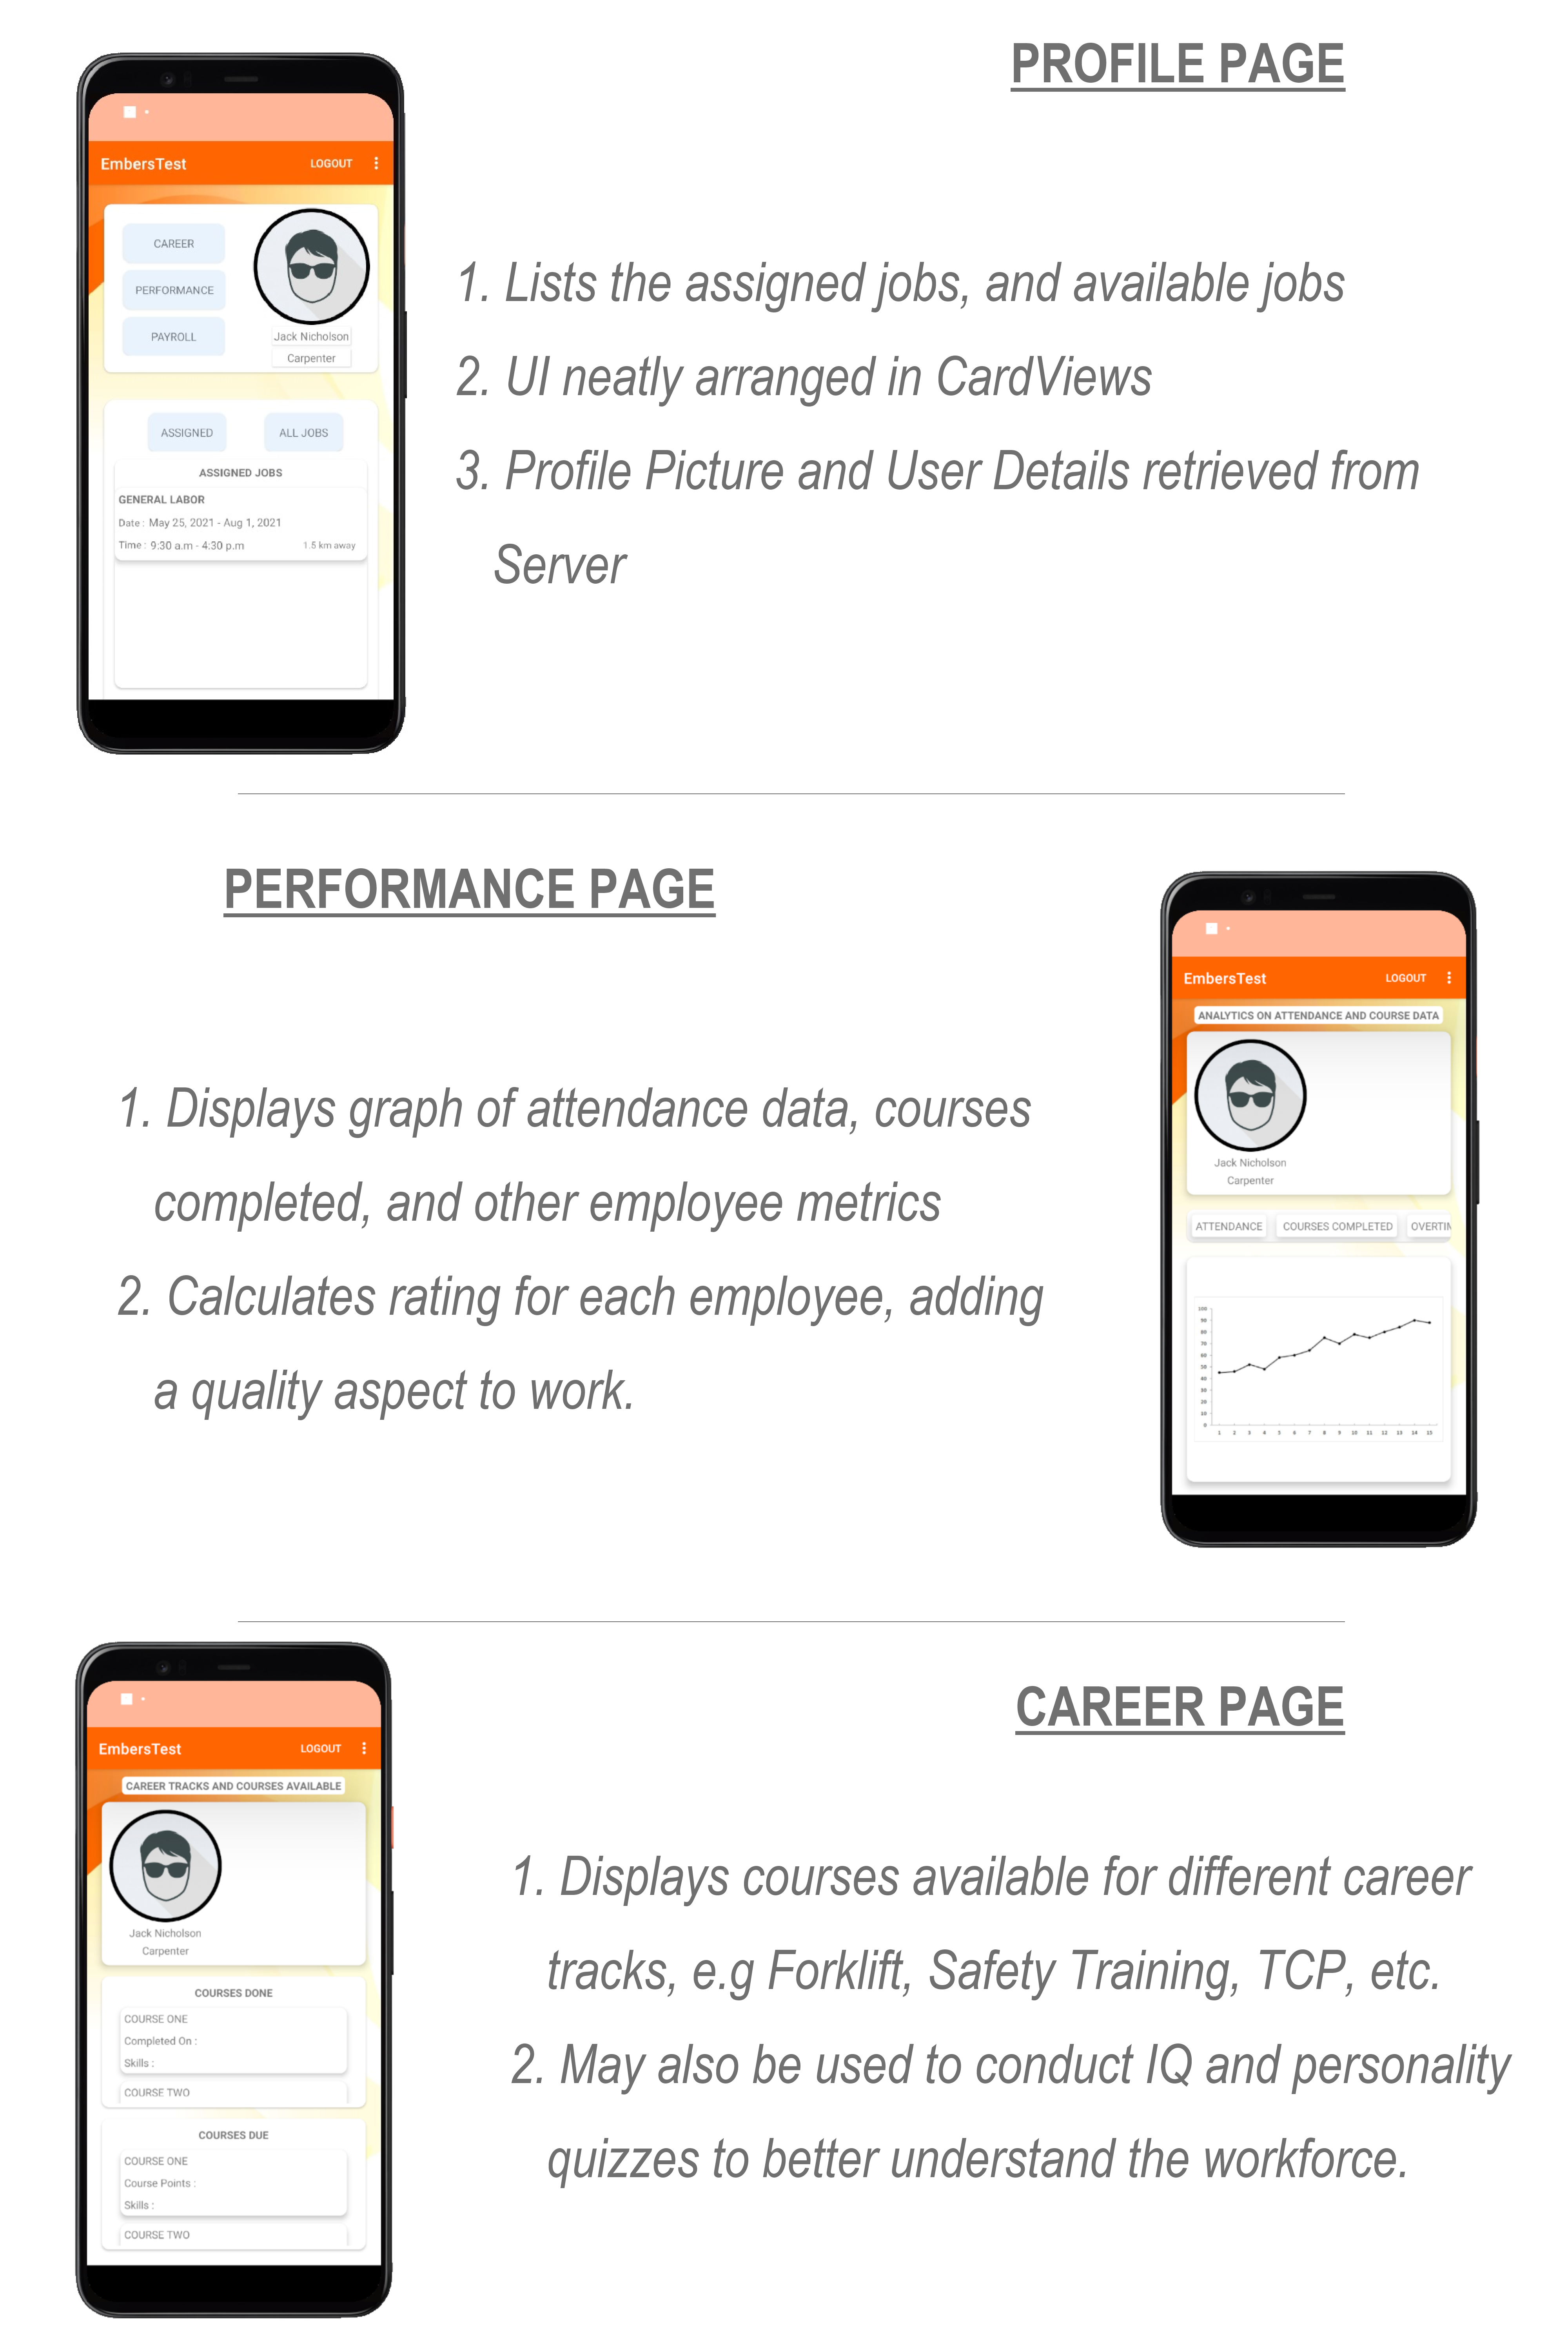 PROFILE PAGE
EmbersTest LOGOUT
CAREER
PERFORMANCE
PAYROLL
Jack Nicholson
Carpenter
ASSIGNED ALL JOBS
ASSIGNED JOBS
GENERAL LABOR
Date : May 25, 2021 - Aug 1, 2021
Time : 9:30 a.m - 4:30 p.m 1.5 km away
1. Lists the assigned jobs, and available jobs
2. UI neatly arranged in CardViews
3. Profile Picture and User Details retrieved from
Server
PERFORMANCE PAGE
1. Displays graph of attendance data, courses
completed, and other employee metrics
2. Calculates rating for each employee, adding
a quality aspect to work.
EmbersTest LOGOUT
ANALYTICS ON ATTENDANCE AND COURSE DATA
Jack Nicholson
Carpenter
ATTENDANCE COURSES COMPLETED OVERTIM
100
90
80
70
60
50
40
30
20
10
0
1 2 3 4 5 6 7 8 9 10 11 12 13 14 15
CAREER PAGE
EmbersTest LOGOUT
CAREER TRACKS AND COURSES AVAILABLE
Jack Nicholson
Carpenter
COURSES DONE
COURSE ONE
Completed On :
Skills :
COURSE TWO
COURSES DUE
COURSE ONE
Course Points :
Skills :
COURSE TWO
1. Displays courses available for different career
tracks, e.g Forklift, Safety Training, TCP, etc.
2. May also be used to conduct IQ and personality
quizzes to better understand the workforce.